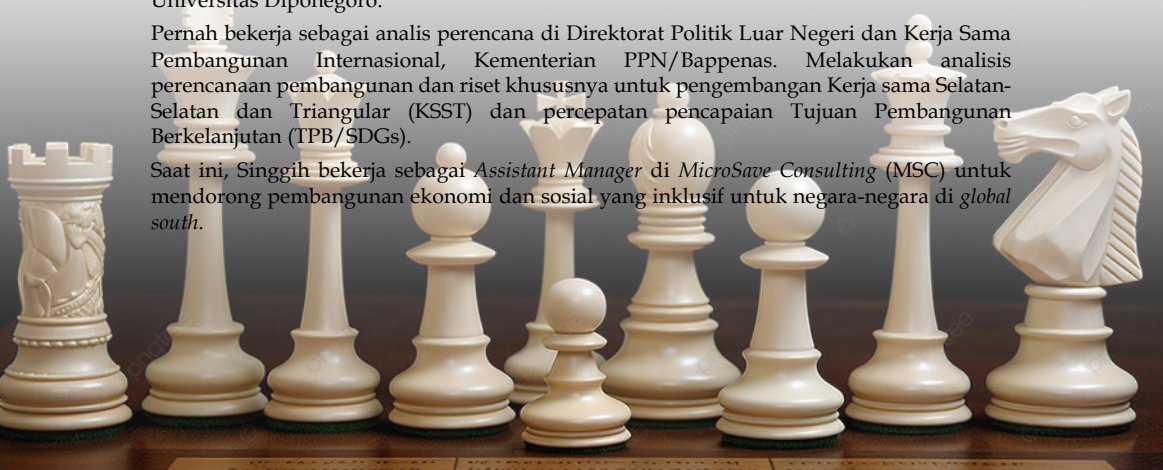 Universitas Diponegoro.
Pernah bekerja sebagai analis perencana di Direktorat Politik Luar Negeri dan Kerja Sama
Pembangunan Internasional, Kementerian PPN/Bappenas. Melakukan analisis
perencanaan pembangunan dan riset khususnya untuk pengembangan Kerja sama Selatan-
Selatan dan Triangular (KSST) dan percepatan pencapaian Tujuan Pembangunan
Berkelanjutan (TPB/SDGs).
Saat ini, Singgih bekerja sebagai Assistant Manager di MicroSave Consulting (MSC) untuk
mendorong pembangunan ekonomi dan sosial yang inklusif untuk negara-negara di global
south.